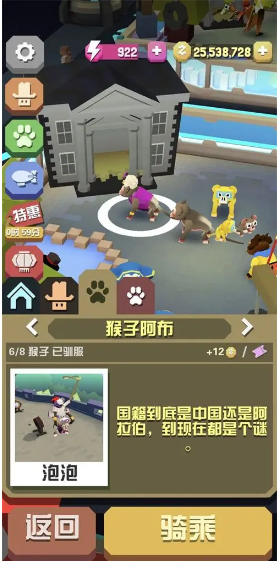 922
25,538,728
特惠
0时 59分
猴子阿布
6/8 猴子 已驯服
+12 /
国籍到底是中国还是阿
拉伯，到现在都是个谜
。
泡泡
返回
骑乘